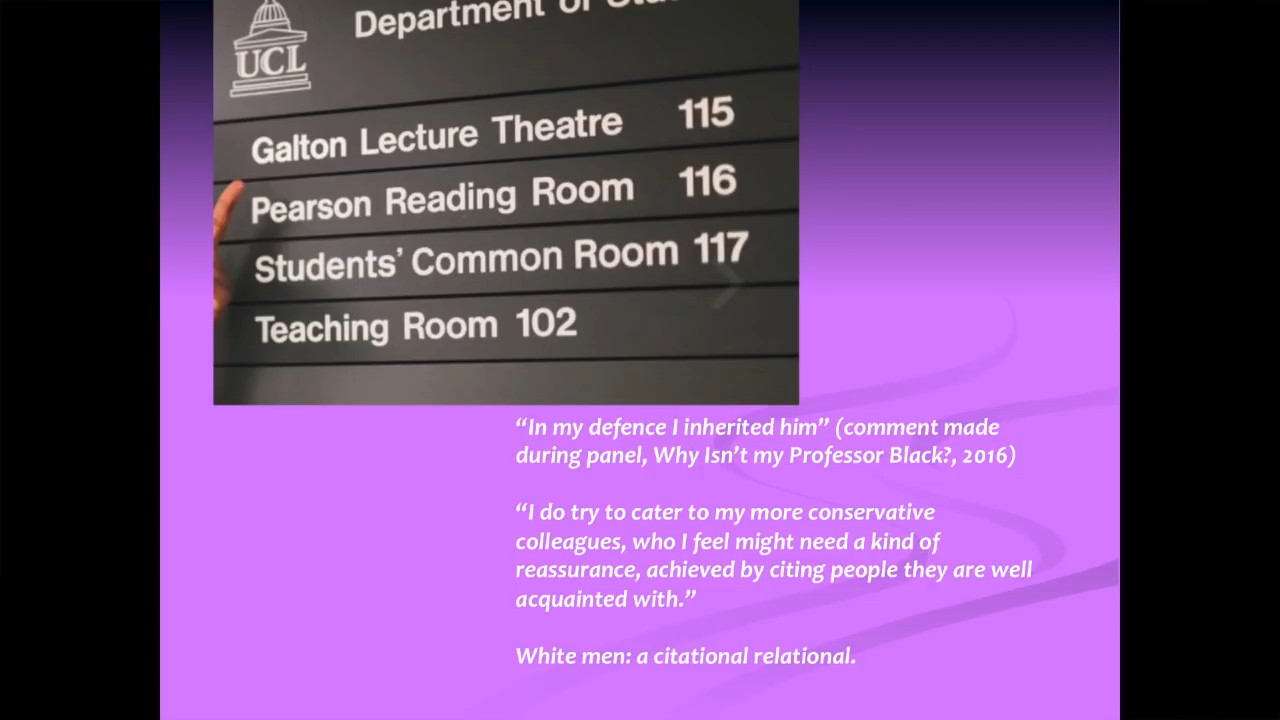 Department of
UCL
Galton Lecture Theatre 115
Pearson Reading Room 116
Students’ Common Room 117
Teaching Room 102
“In my defence I inherited him” (comment made
during panel, Why Isn’t my Professor Black?, 2016)
“I do try to cater to my more conservative
colleagues, who I feel might need a kind of
reassurance, achieved by citing people they are well
acquainted with.”
White men: a citational relational.